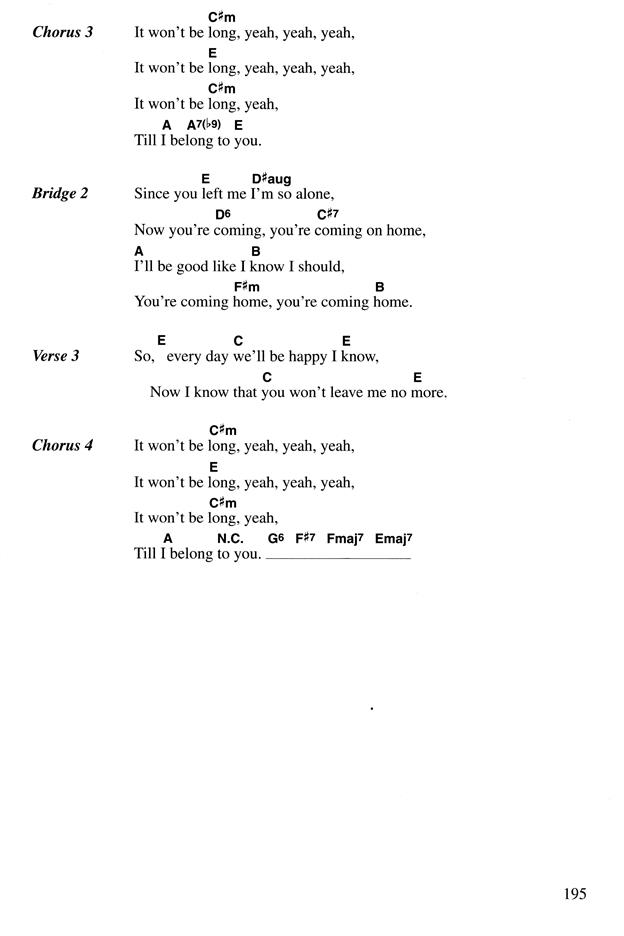 C♯m
Chorus 3 It won't be long, yeah, yeah, yeah,
E
It won't be long, yeah, yeah, yeah,
C♯m
It won't be long, yeah,
A A7(♭9) E
Till I belong to you.
E D♯aug
Bridge 2 Since you left me I'm so alone,
D6 C♯7
Now you're coming, you're coming on home,
A B
I'll be good like I know I should,
F♯m B
You're coming home, you're coming home.
E C E
Verse 3 So, every day we'll be happy I know,
C E
Now I know that you won't leave me no more.
C♯m
Chorus 4 It won't be long, yeah, yeah, yeah,
E
It won't be long, yeah, yeah, yeah,
C♯m
It won't be long, yeah,
A N.C. G6 F♯7 Fmaj7 Emaj7
Till I belong to you.
195